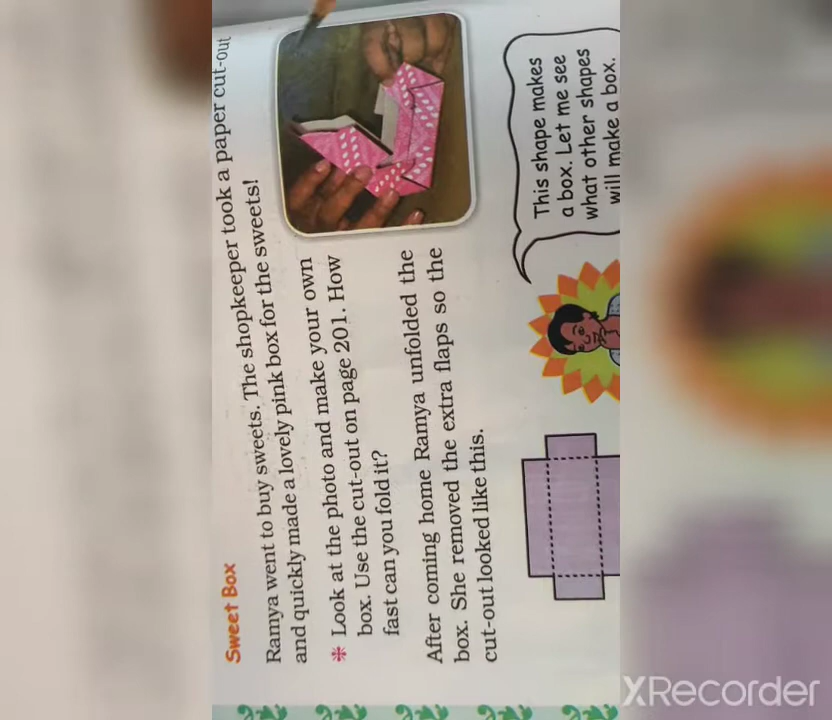 Sweet Box
Ramya went to buy sweets. The shopkeeper took a paper cut-out
and quickly made a lovely pink box for the sweets!
Look at the photo and make your own
box. Use the cut-out on page 201. How
fast can you fold it?
After coming home Ramya unfolded the
box. She removed the extra flaps so the
cut-out looked like this.
This shape makes
a box. Let me see
what other shapes
will make a box.
XRecorder